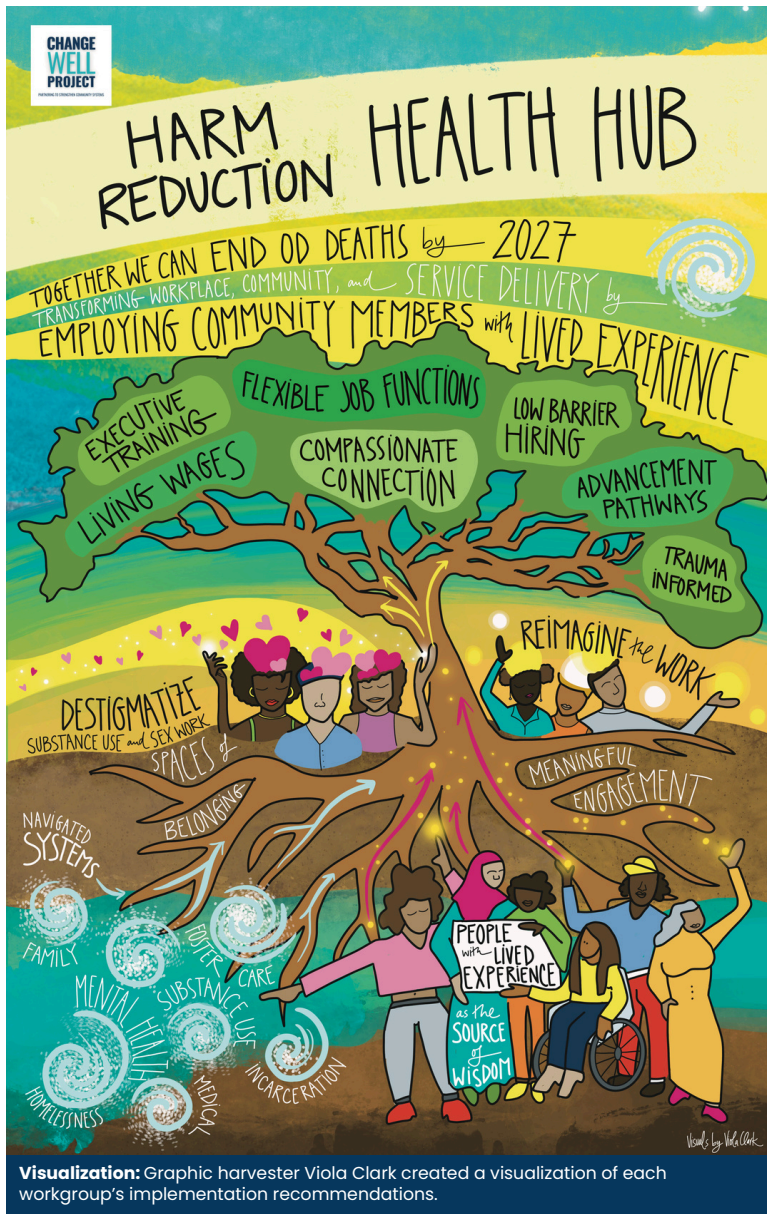 CHANGE
WELL
PROJECT
PARTNERING TO STRENGTHEN COMMUNITY SYSTEMS
HARM
REDUCTION
HEALTH HUB
TOGETHER WE CAN END OD DEATHS by 2027
TRANSFORMING WORKPLACE, COMMUNITY, and SERVICE DELIVERY by
EMPLOYING COMMUNITY MEMBERS with LIVED EXPERIENCE
EXECUTIVE
TRAINING
FLEXIBLE JOB FUNCTIONS
LOW BARRIER
HIRING
LIVING WAGES
COMPASSIONATE
CONNECTION
ADVANCEMENT
PATHWAYS
TRAUMA
INFORMED
REIMAGINE the WORK
DESTIGMATIZE
SUBSTANCE USE and SEX WORK
SPACES of
BELONGING
MEANINGFUL
ENGAGEMENT
NAVIGATED
SYSTEMS
FAMILY
FOSTER
CARE
MENTAL HEALTH
SUBSTANCE USE
HOMELESSNESS
MEDICAL
INCARCERATION
PEOPLE
with LIVED
EXPERIENCE
as the
SOURCE
of
WISDOM
Visuals by Viola Clark
Visualization: Graphic harvester Viola Clark created a visualization of each
workgroup's implementation recommendations.